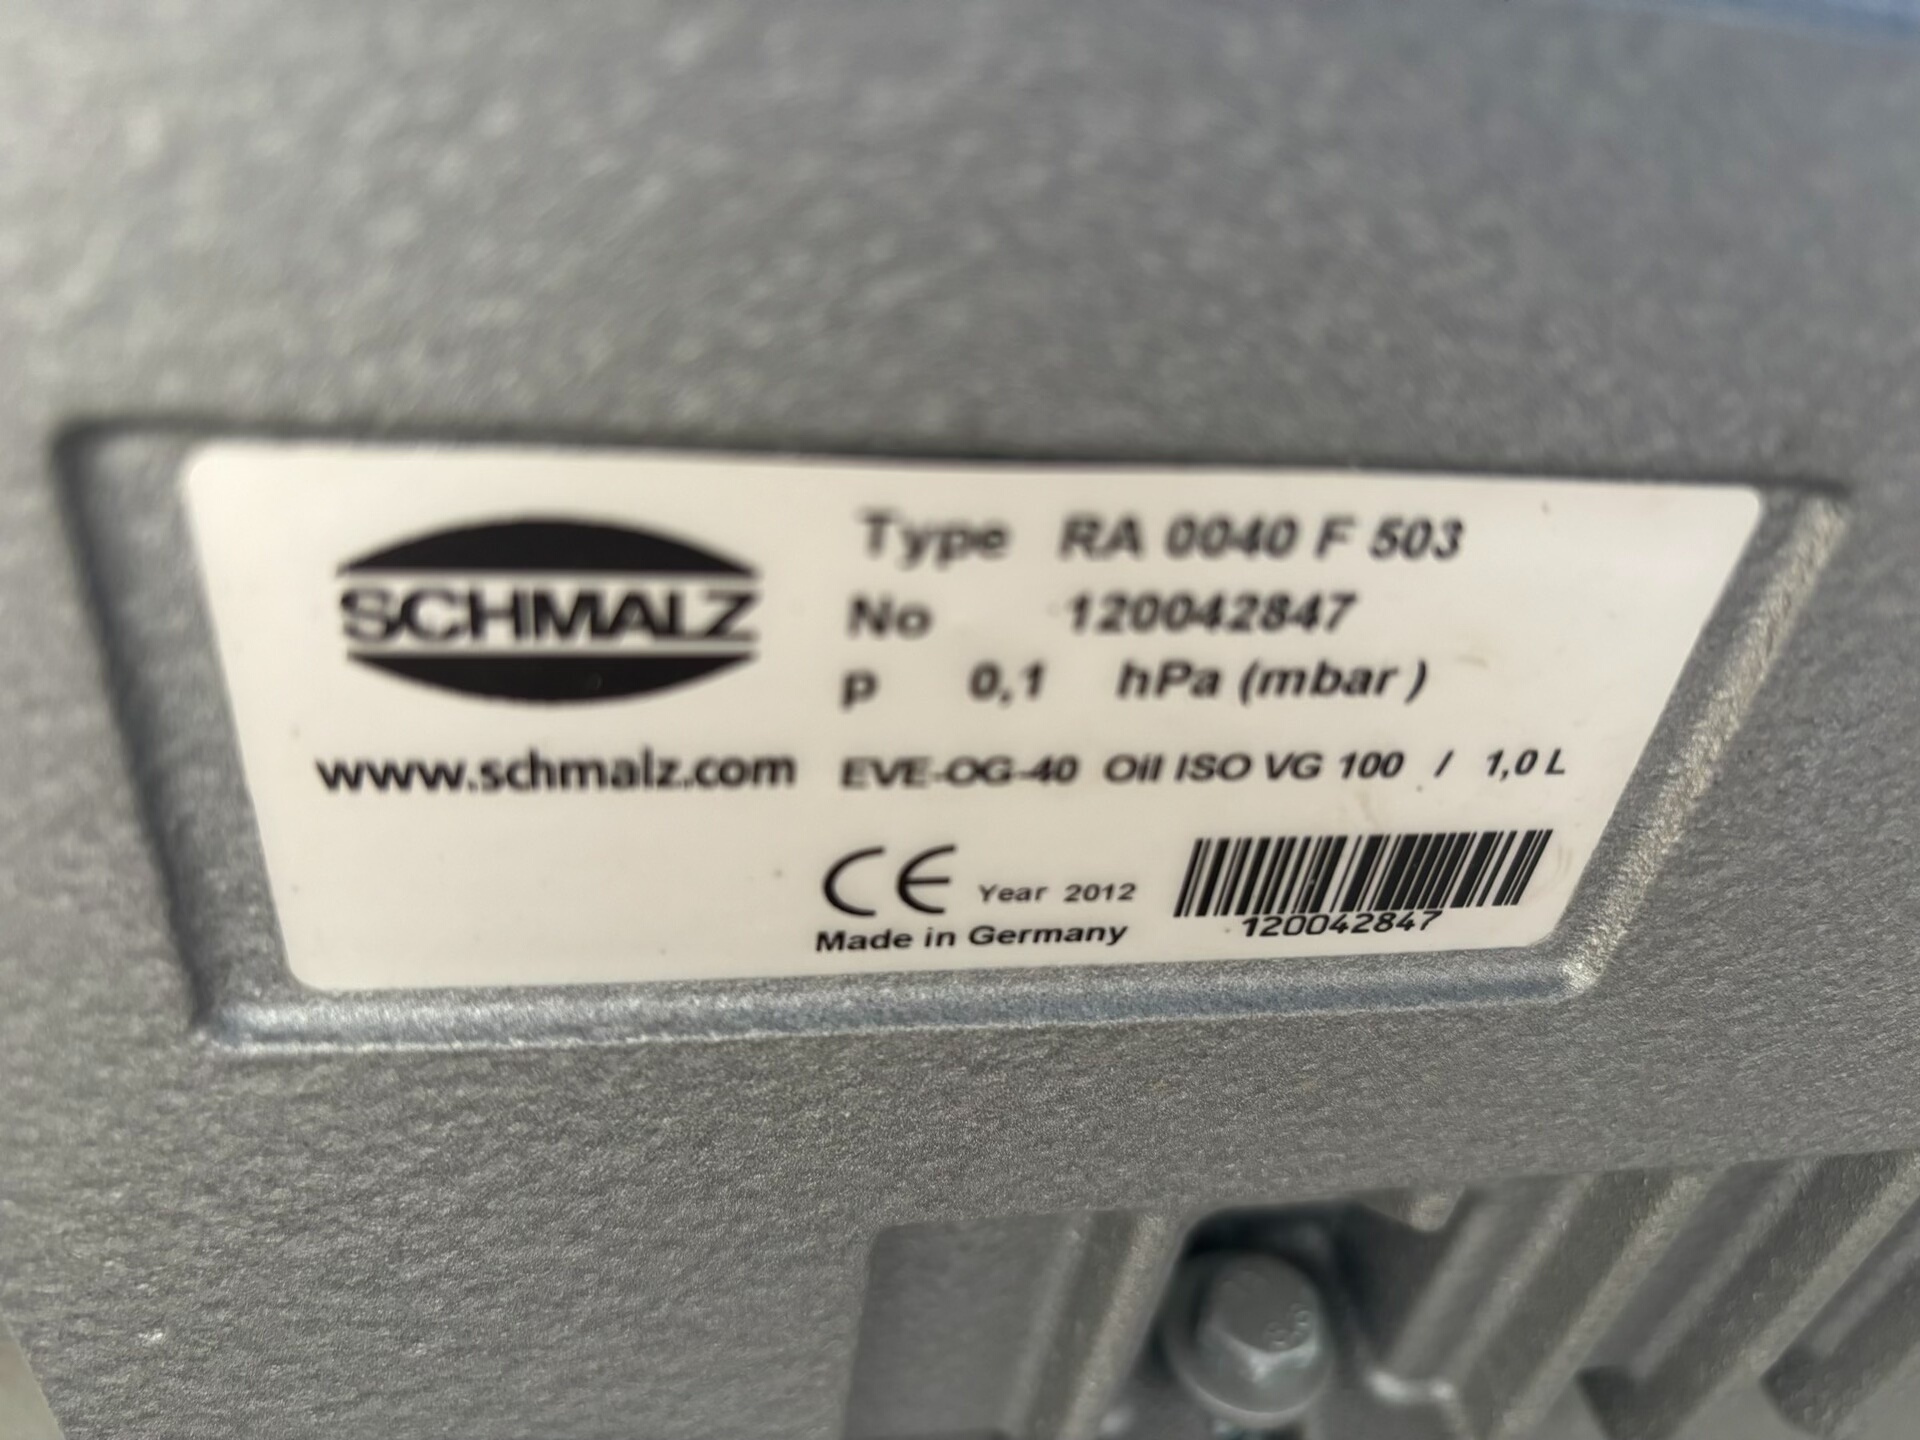 SCHMALZ
www.schmalz.com
Type RA 0040 F 503
No 120042847
p 0,1 hPa (mbar )
EVE-OG-40 Oil ISO VG 100 / 1,0 L
CE Year 2012
Made in Germany
120042847